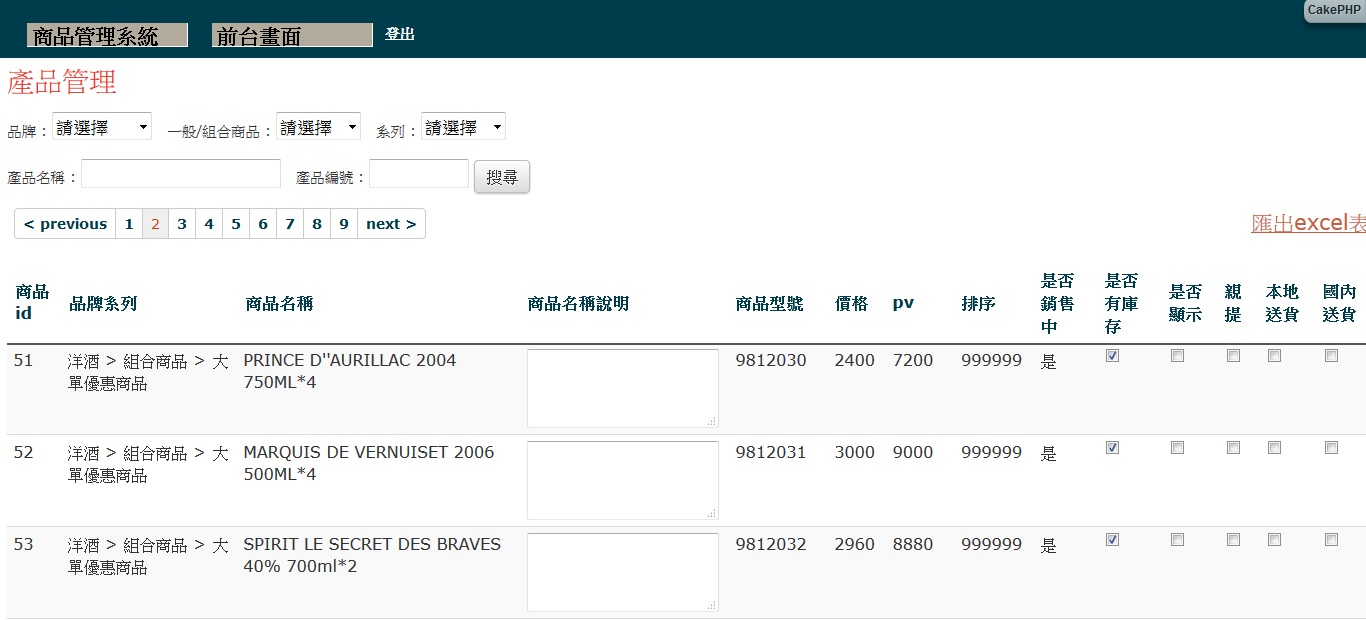 CakePHP
商品管理系統 前台畫面 登出
產品管理
品牌： 請選擇 一般/組合商品： 請選擇 系列： 請選擇
產品名稱： 產品編號： 搜尋
< previous 1 2 3 4 5 6 7 8 9 next >
匯出excel表
商品id 品牌系列 商品名稱 商品名稱說明 商品型號 價格 pv 排序 是否銷售中 是否有庫存 是否顯示 親提 本地送貨 國內送貨
51 洋酒 > 組合商品 > 大 PRINCE D"AURILLAC 2004 9812030 2400 7200 999999 是
單優惠商品 750ML*4
52 洋酒 > 組合商品 > 大 MARQUIS DE VERNUISET 2006 9812031 3000 9000 999999 是
單優惠商品 500ML*4
53 洋酒 > 組合商品 > 大 SPIRIT LE SECRET DES BRAVES 9812032 2960 8880 999999 是
單優惠商品 40% 700ml*2